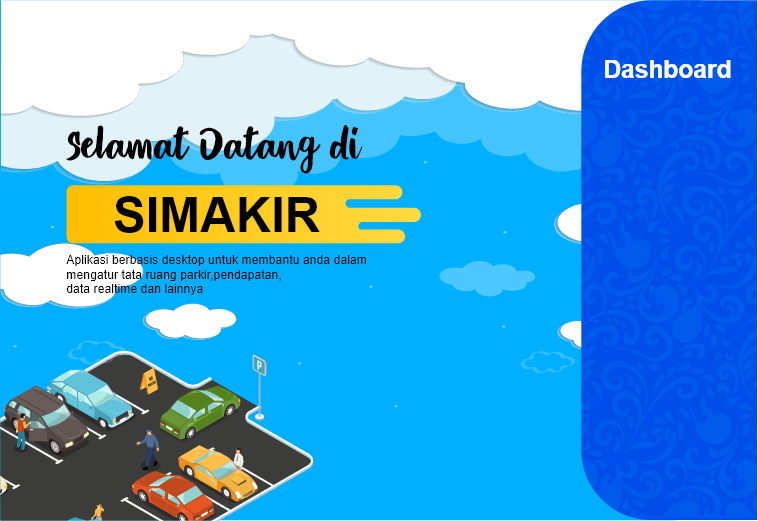 Dashboard
Selamat Datang di
SIMAKIR
Aplikasi berbasis desktop untuk membantu anda dalam
mengatur tata ruang parkir,pendapatan,
data realtime dan lainnya
P